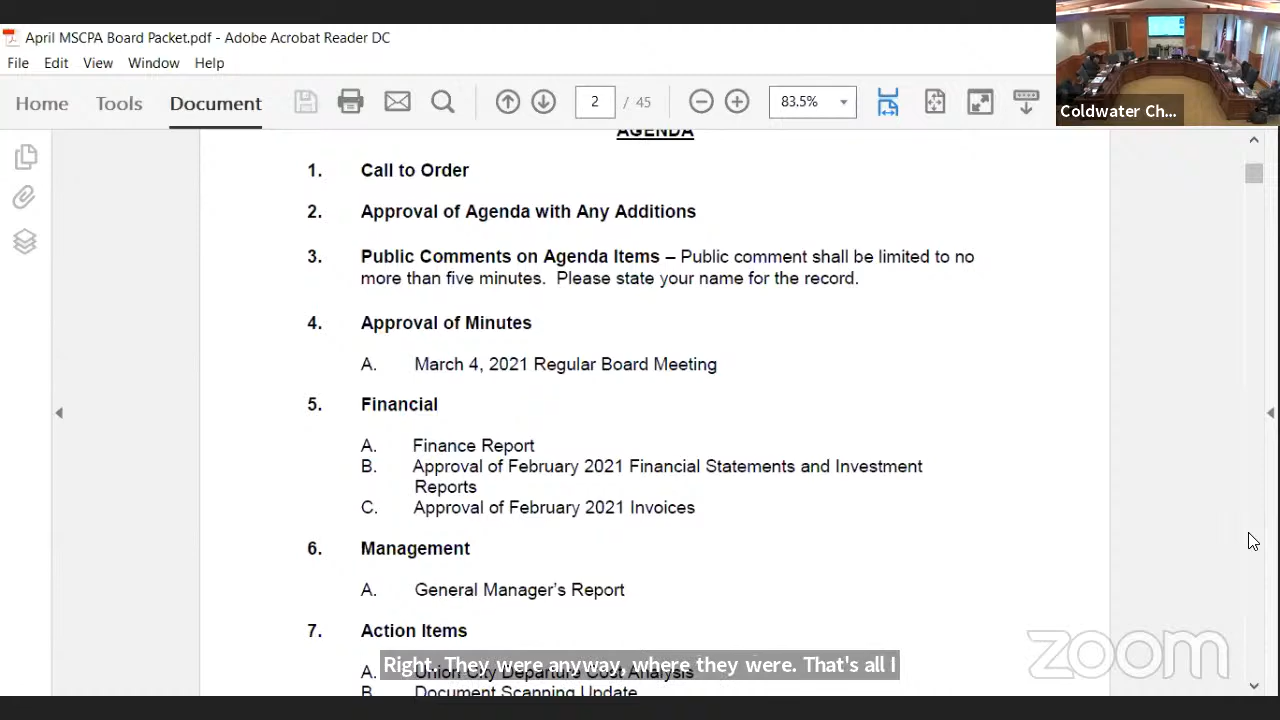 April MSCPA Board Packet.pdf - Adobe Acrobat Reader DC
File Edit View Window Help
Home Tools Document 2 / 45 83.5%
Coldwater Ch...
AGENDA
1. Call to Order
2. Approval of Agenda with Any Additions
3. Public Comments on Agenda Items – Public comment shall be limited to no
more than five minutes. Please state your name for the record.
4. Approval of Minutes
A. March 4, 2021 Regular Board Meeting
5. Financial
A. Finance Report
B. Approval of February 2021 Financial Statements and Investment
Reports
C. Approval of February 2021 Invoices
6. Management
A. General Manager's Report
7. Action Items
Right. They were anyway, where they were. That's all I
A. Union City Departure Cost Analysis
B. Document Scanning Update
zoom